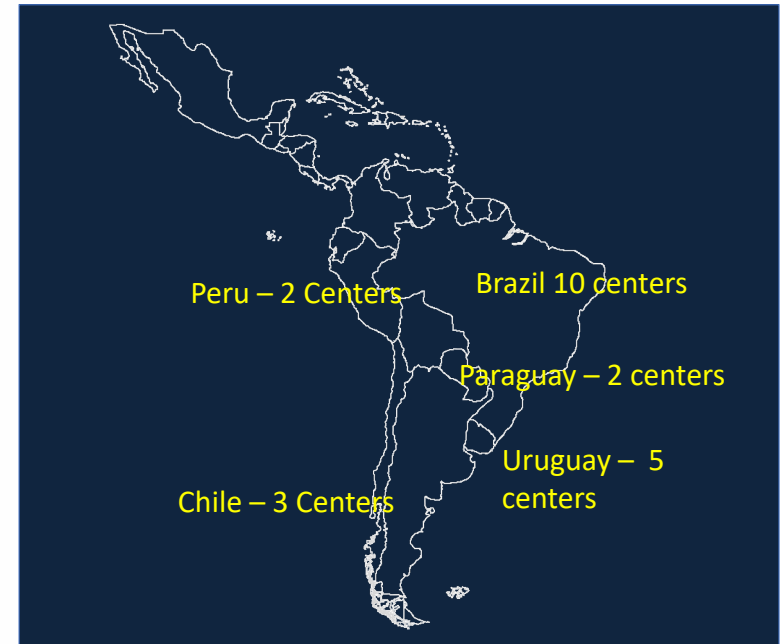 Brazil 10 centers
Peru – 2 Centers
Paraguay – 2 centers
Uruguay –  5
centers
Chile – 3 Centers